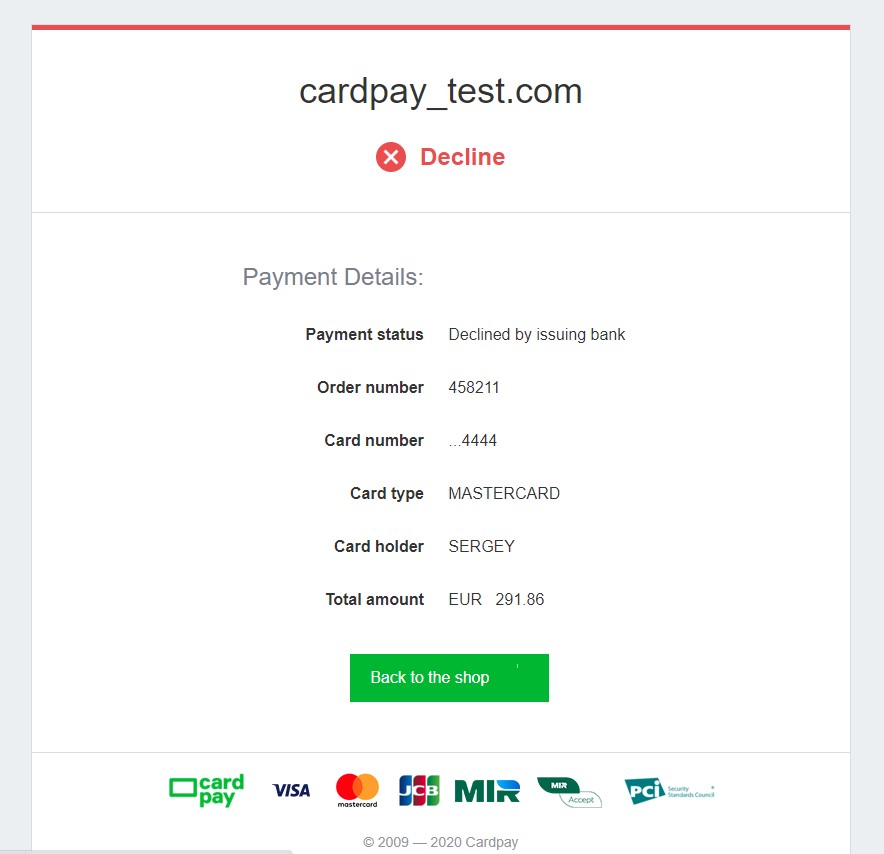 cardpay_test.com
Decline
Payment Details:
Payment status Declined by issuing bank
Order number 458211
Card number ...4444
Card type MASTERCARD
Card holder SERGEY
Total amount EUR 291.86
Back to the shop
card pay VISA mastercard JCB MIR MIR Accept PCI Security Standards Council
© 2009 — 2020 Cardpay